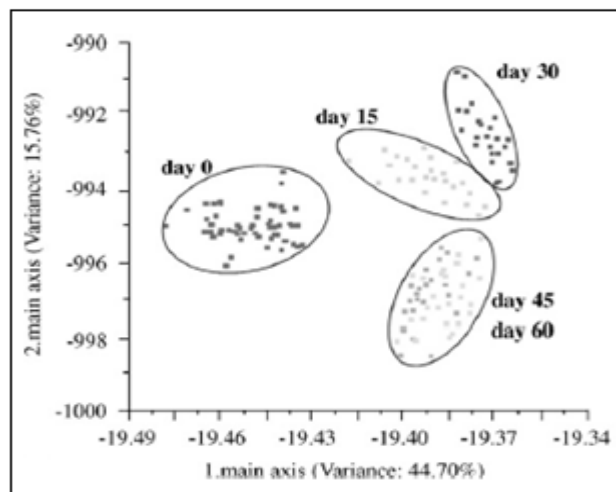 -990
-992
-994
-996
-998
-1000
2.main axis (Variance: 15.76%)
day 30
day 15
day 0
day 45
day 60
-19.49 -19.46 -19.43 -19.40 -19.37 -19.34
1.main axis (Variance: 44.70%)